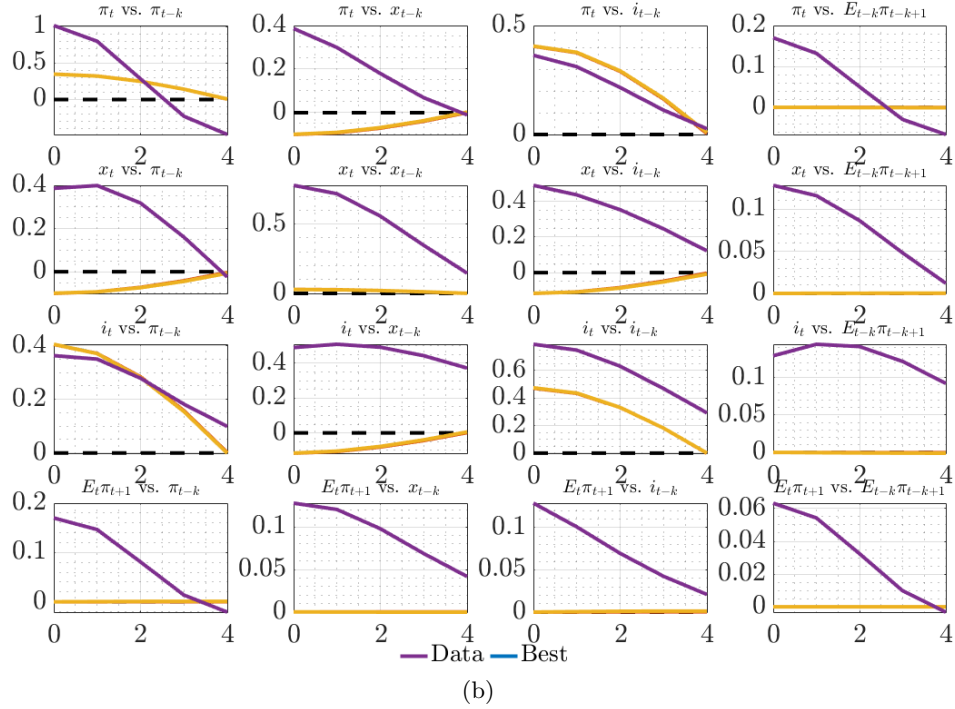 π_t vs. π_{t−k} π_t vs. x_{t−k} π_t vs. i_{t−k} π_t vs. E_{t−k}π_{t−k+1}
1 0.5 0
0.4 0.2 0
0.5 0
0.2 0.1 0
0 2 4 0 2 4 0 2 4 0 2 4
x_t vs. π_{t−k} x_t vs. x_{t−k} x_t vs. i_{t−k} x_t vs. E_{t−k}π_{t−k+1}
0.4 0.2 0
0.5 0
0.4 0.2 0
0.1 0.05 0
0 2 4 0 2 4 0 2 4 0 2 4
i_t vs. π_{t−k} i_t vs. x_{t−k} i_t vs. i_{t−k} i_t vs. E_{t−k}π_{t−k+1}
0.4 0.2 0
0.4 0.2 0
0.6 0.4 0.2 0
0.1 0.05 0
0 2 4 0 2 4 0 2 4 0 2 4
E_tπ_{t+1} vs. π_{t−k} E_tπ_{t+1} vs. x_{t−k} E_tπ_{t+1} vs. i_{t−k} E_tπ_{t+1} vs. E_{t−k}π_{t−k+1}
0.2 0.1 0
0.1 0.05 0
0.1 0.05 0
0.06 0.04 0.02 0
0 2 4 0 2 4 0 2 4 0 2 4
Data Best
(b)